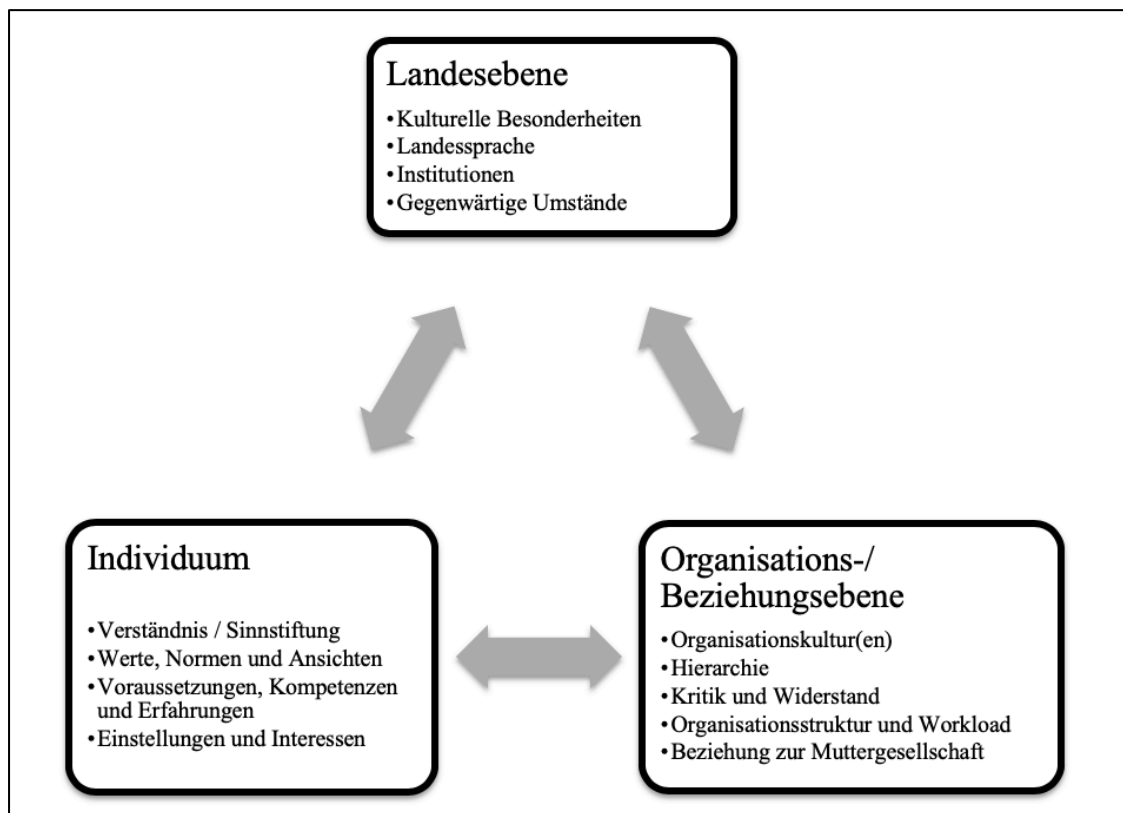 Landesebene
•Kulturelle Besonderheiten
•Landessprache
•Institutionen
•Gegenwärtige Umstände
Individuum
•Verständnis / Sinnstiftung
•Werte, Normen und Ansichten
•Voraussetzungen, Kompetenzen
und Erfahrungen
•Einstellungen und Interessen
Organisations-/
Beziehungsebene
•Organisationskultur(en)
•Hierarchie
•Kritik und Widerstand
•Organisationsstruktur und Workload
•Beziehung zur Muttergesellschaft